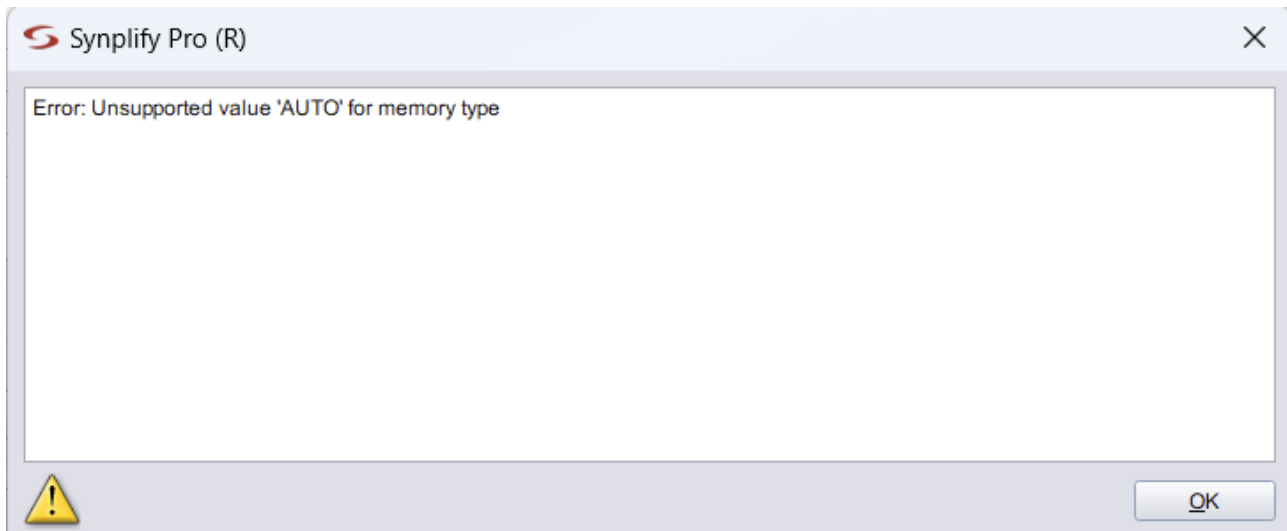 Synplify Pro (R)
Error: Unsupported value 'AUTO' for memory type
OK